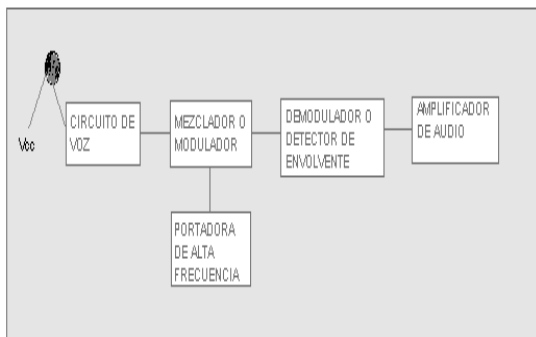 Vcc
CIRCUITO DE
VOZ
MEZCLADOR O
MODULADOR
PORTADORA
DE ALTA
FRECUENCIA
DEMODULADOR O
DETECTOR DE
ENVOLVENTE
AMPLIFICADOR
DE AUDIO